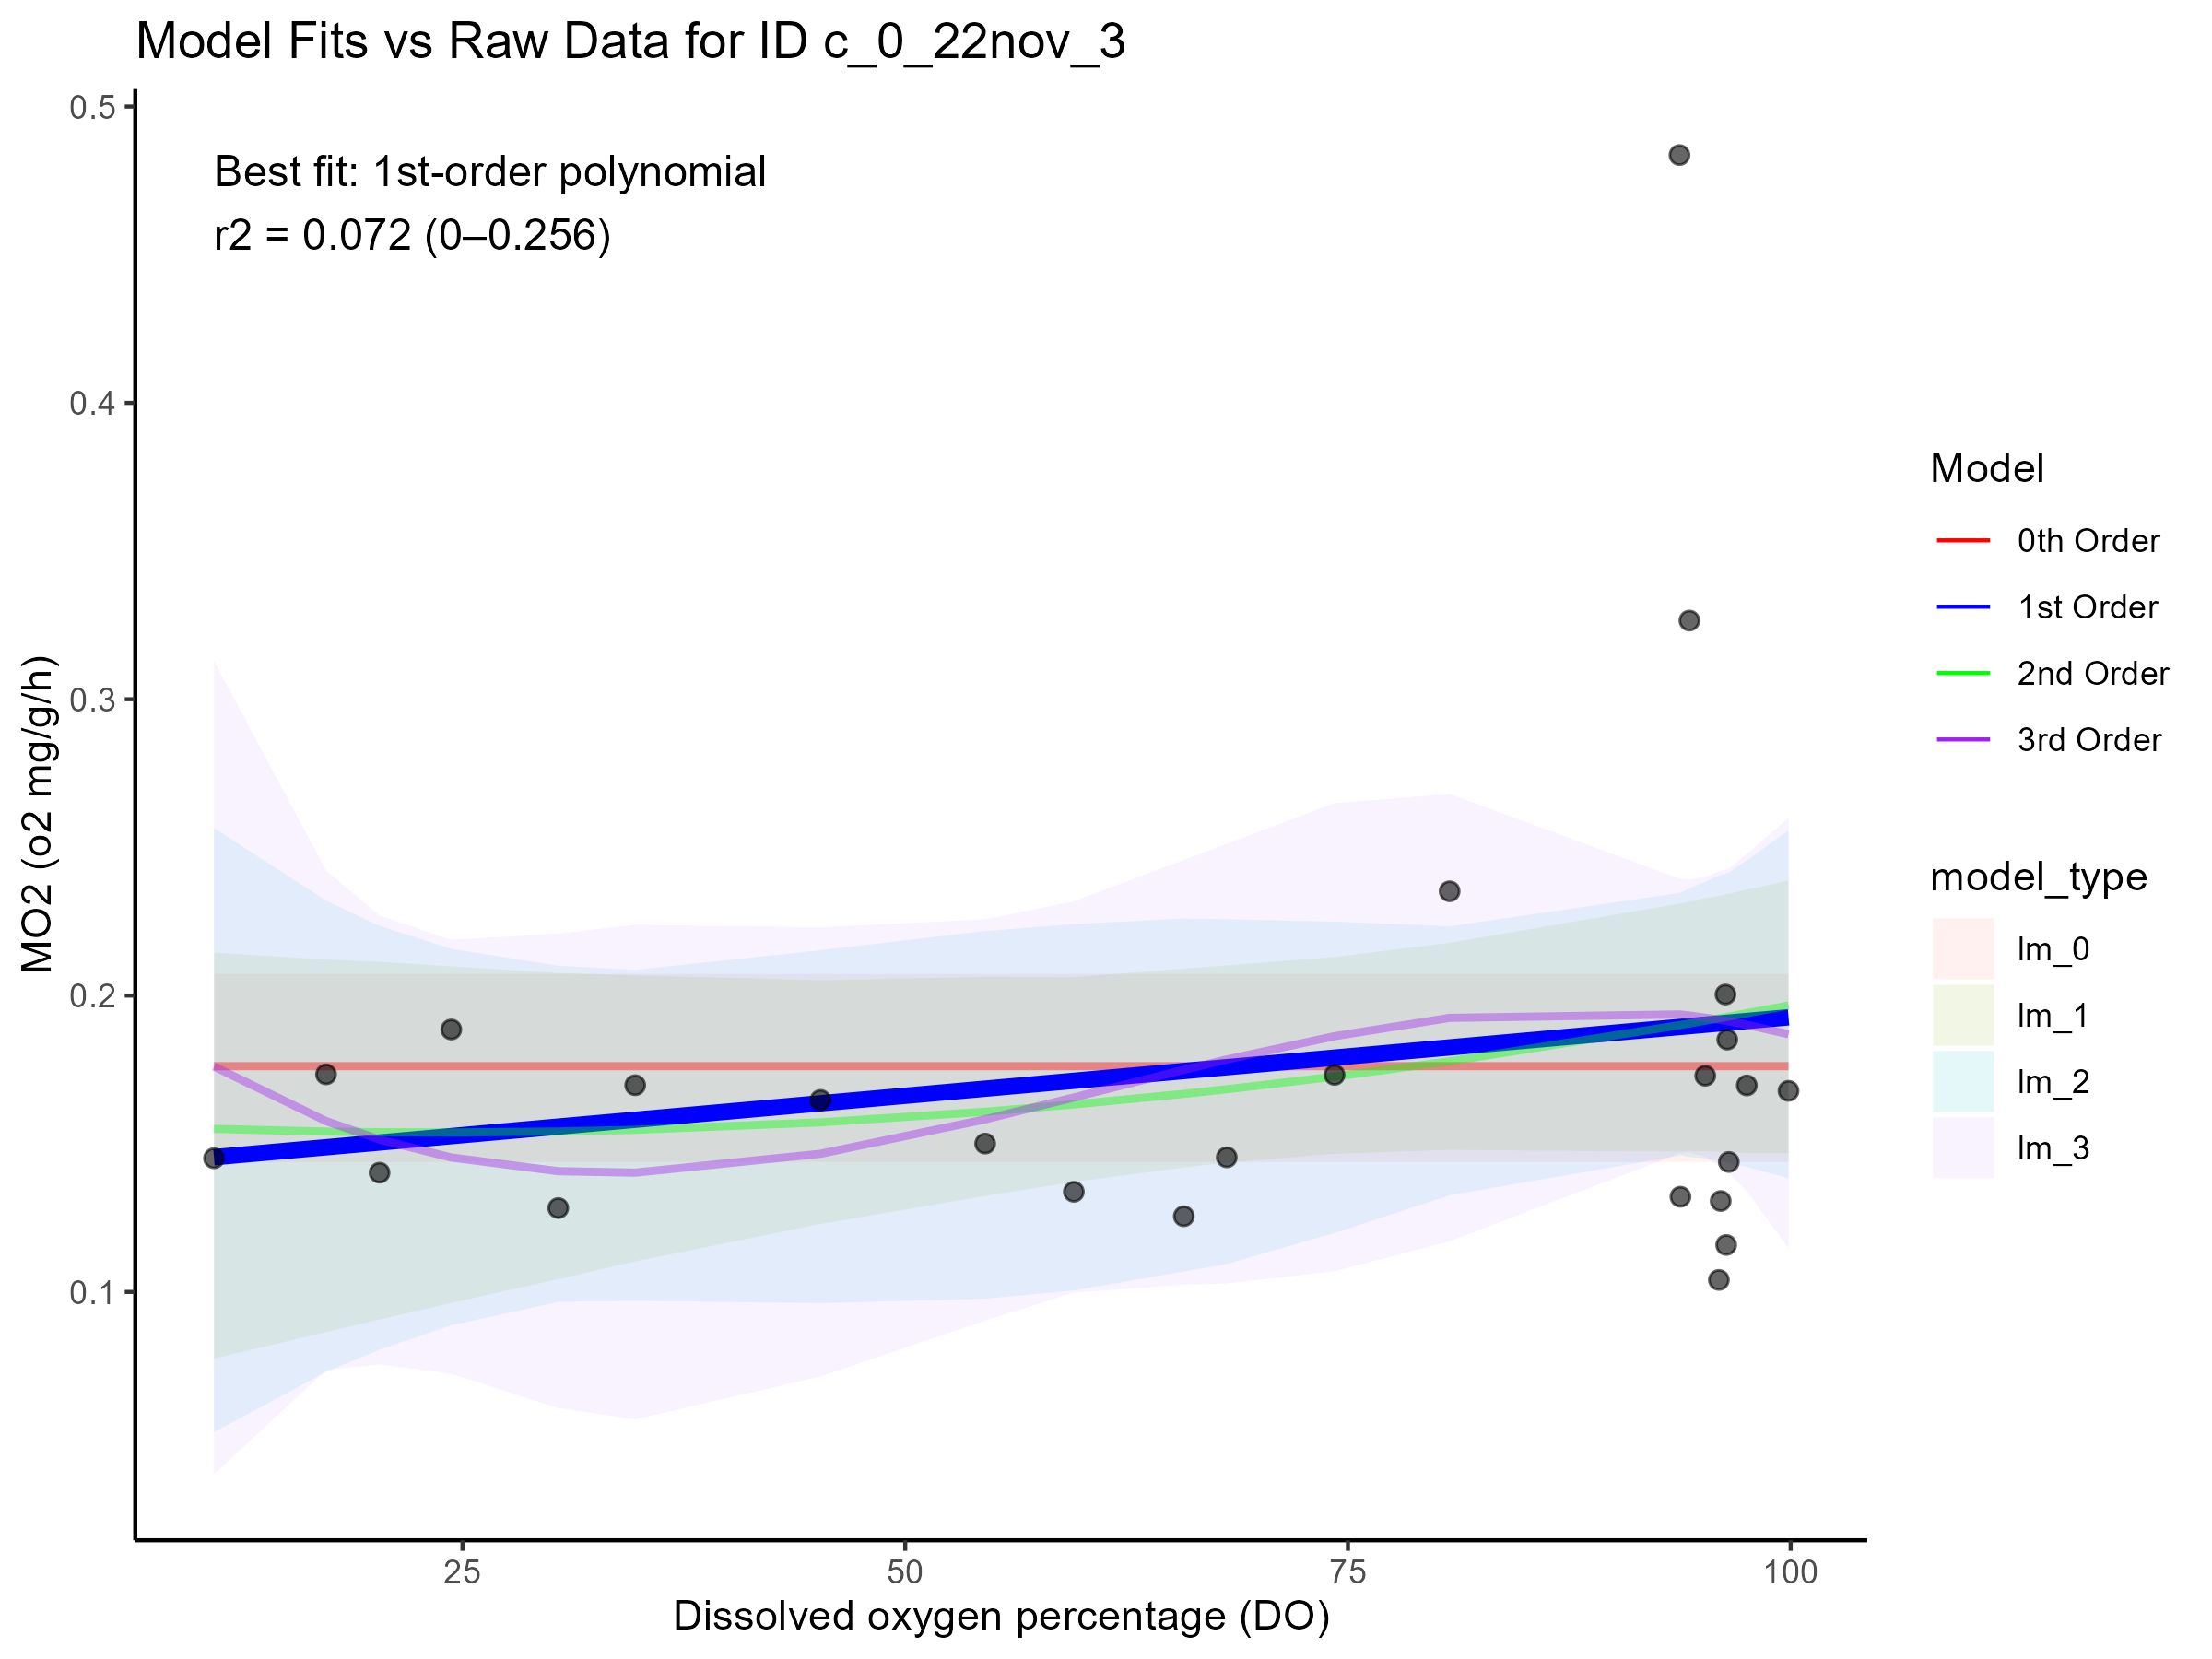 Model Fits vs Raw Data for ID c_0_22nov_3
Best fit: 1st-order polynomial
r2 = 0.072 (0–0.256)
MO2 (o2 mg/g/h)
0.5
0.4
0.3
0.2
0.1
25
50
75
100
Dissolved oxygen percentage (DO)
Model
0th Order
1st Order
2nd Order
3rd Order
model_type
lm_0
lm_1
lm_2
lm_3